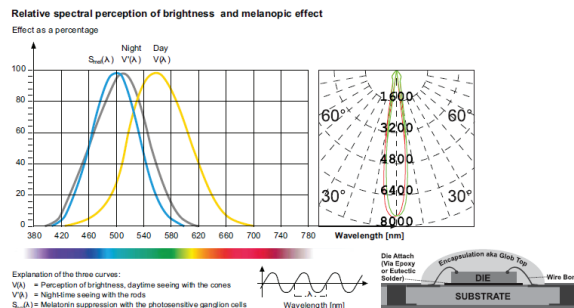 Relative spectral perception of brightness and melanopic effect
Effect as a percentage
Night Day
Smel(λ) V'(λ) V(λ)
100
80
60
40
20
0
380 420 460 500 540 580 620 660 700 740 780
Wavelength [nm]
1600
60° 60°
3200
4800
30° 6400 30°
8000
Explanation of the three curves:
V(λ) = Perception of brightness, daytime seeing with the cones
V'(λ) = Night-time seeing with the rods
Smel(λ) = Melatonin suppression with the photosensitive ganglion cells
λ
Wavelength [nm]
Encapsulation aka Glob Top
Die Attach
(Via Epoxy
or Eutectic
Solder)
DIE
Wire Bon
SUBSTRATE